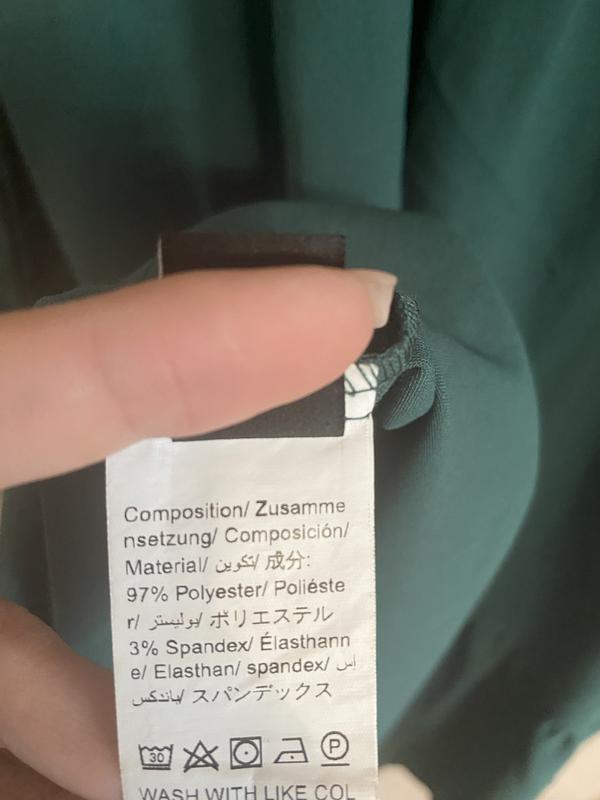 Composition/ Zusamme
nsetzung/ Composición/
Material/ تكوين/ 成分:
97% Polyester/ Poliéste
r/ بوليستر/ ポリエステル
3% Spandex/ Élasthann
e/ Elasthan/ spandex/ اس
باندكس/ スパンデックス
30 P
WASH WITH LIKE COL